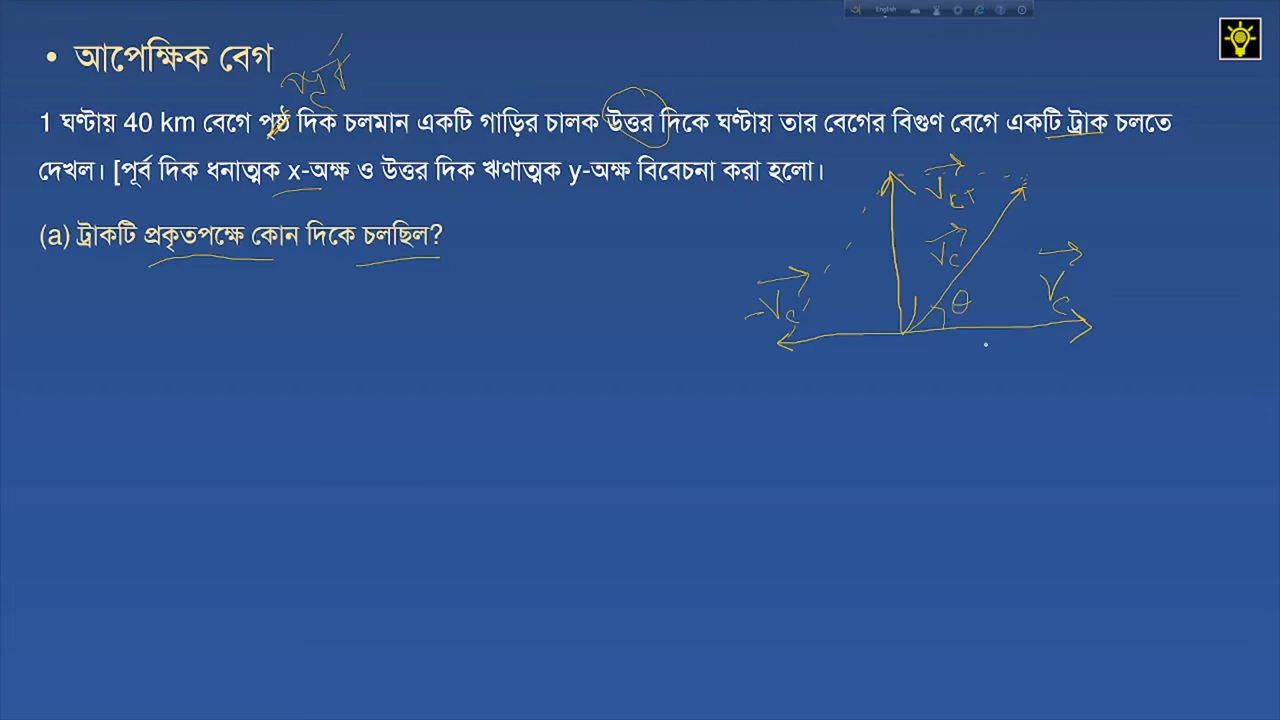 English
• আপেক্ষিক বেগ
পূর্ব
1 ঘণ্টায় 40 km বেগে পৃষ্ঠ দিক চলমান একটি গাড়ির চালক উত্তর দিকে ঘণ্টায় তার বেগের বিগুণ বেগে একটি ট্রাক চলতে
দেখল। [পূর্ব দিক ধনাত্মক x-অক্ষ ও উত্তর দিক ঋণাত্মক y-অক্ষ বিবেচনা করা হলো।
(a) ট্রাকটি প্রকৃতপক্ষে কোন দিকে চলছিল?
V
V
θ
V
c
-V
c